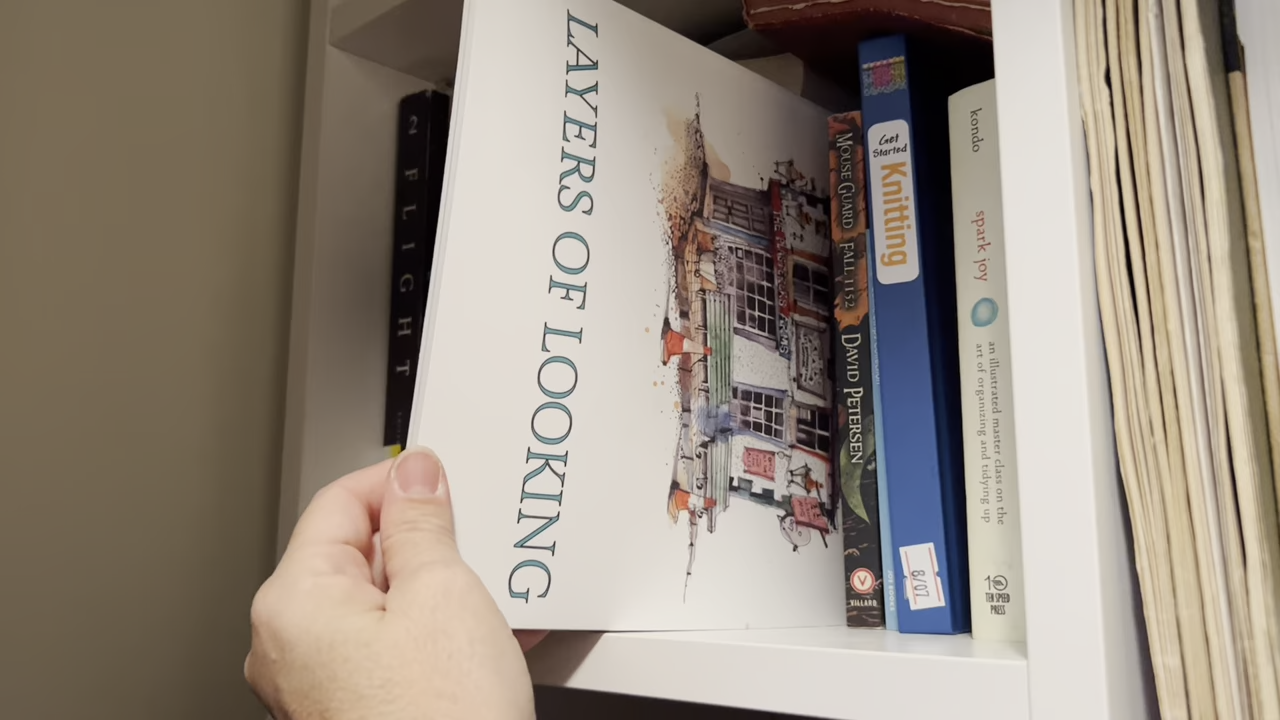 2 FLIGHT
LAYERS OF LOOKING
MOUSE GUARD FALL 1152 DAVID PETERSEN
VILLARD
Get
Started
Knitting
8/07
kondo
spark joy
an illustrated master class on the
art of organizing and tidying up
TEN SPEED
PRESS